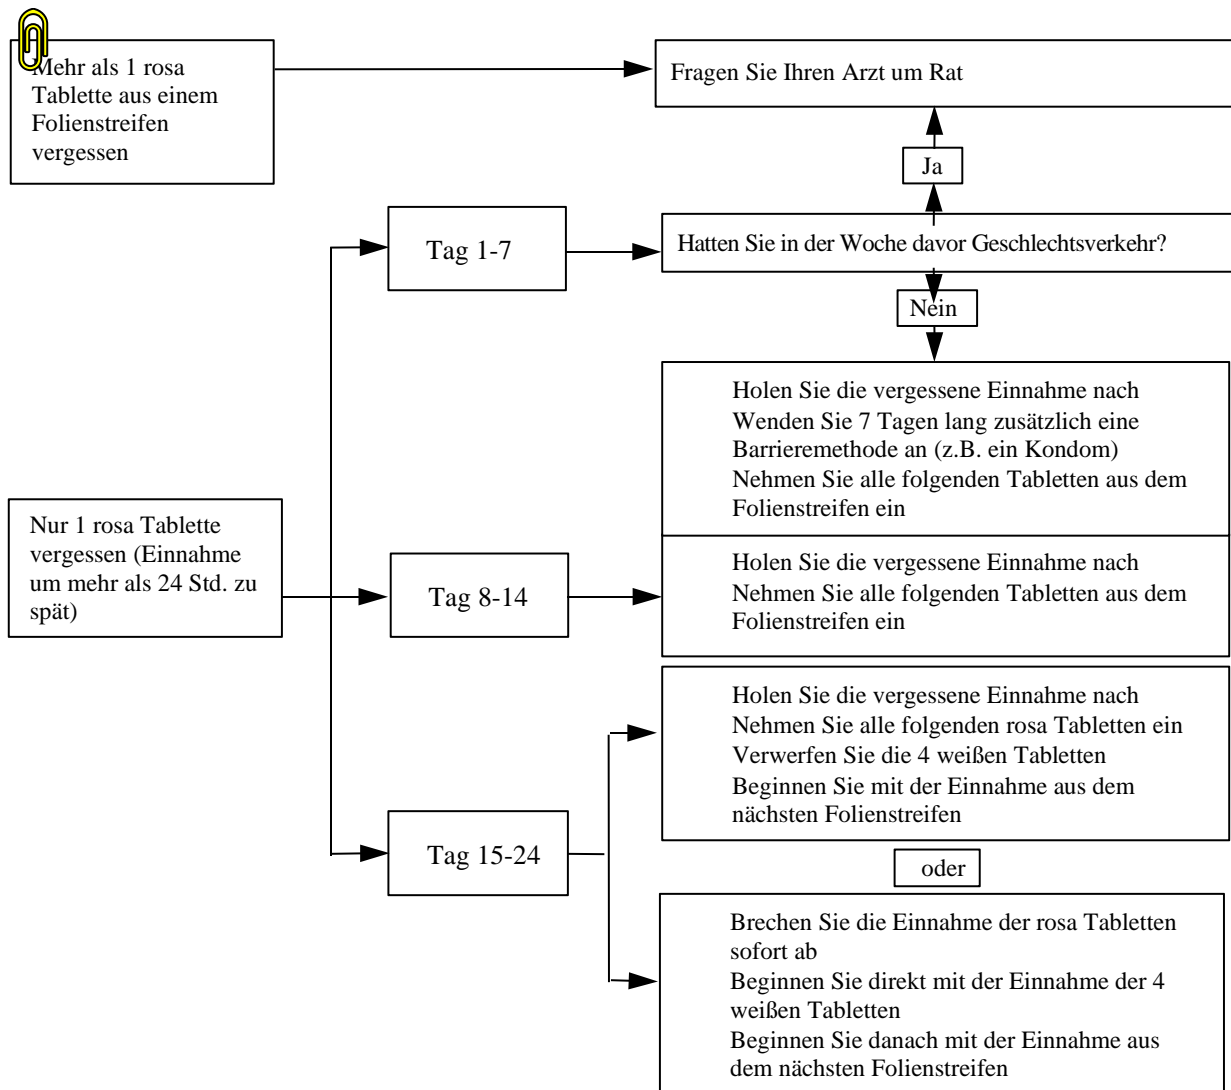 Mehr als 1 rosa
Tablette aus einem
Folienstreifen
vergessen
Fragen Sie Ihren Arzt um Rat
Ja
Tag 1-7
Hatten Sie in der Woche davor Geschlechtsverkehr?
Nein
Holen Sie die vergessene Einnahme nach
Wenden Sie 7 Tagen lang zusätzlich eine
Barrieremethode an (z.B. ein Kondom)
Nehmen Sie alle folgenden Tabletten aus dem
Folienstreifen ein
Nur 1 rosa Tablette
vergessen (Einnahme
um mehr als 24 Std. zu
spät)
Tag 8-14
Holen Sie die vergessene Einnahme nach
Nehmen Sie alle folgenden Tabletten aus dem
Folienstreifen ein
Tag 15-24
Holen Sie die vergessene Einnahme nach
Nehmen Sie alle folgenden rosa Tabletten ein
Verwerfen Sie die 4 weißen Tabletten
Beginnen Sie mit der Einnahme aus dem
nächsten Folienstreifen
oder
Brechen Sie die Einnahme der rosa Tabletten
sofort ab
Beginnen Sie direkt mit der Einnahme der 4
weißen Tabletten
Beginnen Sie danach mit der Einnahme aus
dem nächsten Folienstreifen